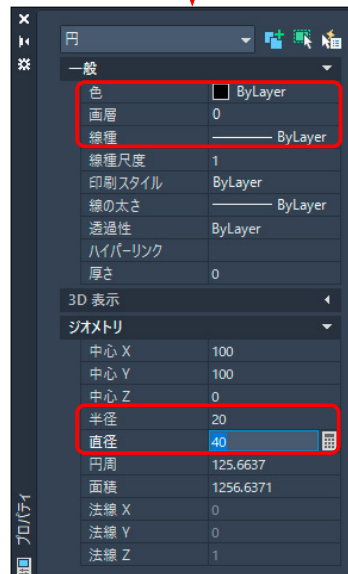 円
一般
色 ByLayer
画層 0
線種 ByLayer
線種尺度 1
印刷スタイル ByLayer
線の太さ ByLayer
透過性 ByLayer
ハイパーリンク
厚さ 0
3D 表示
ジオメトリ
中心 X 100
中心 Y 100
中心 Z 0
半径 20
直径 40
円周 125.6637
面積 1256.6371
法線 X 0
法線 Y 0
法線 Z 1
プロパティ